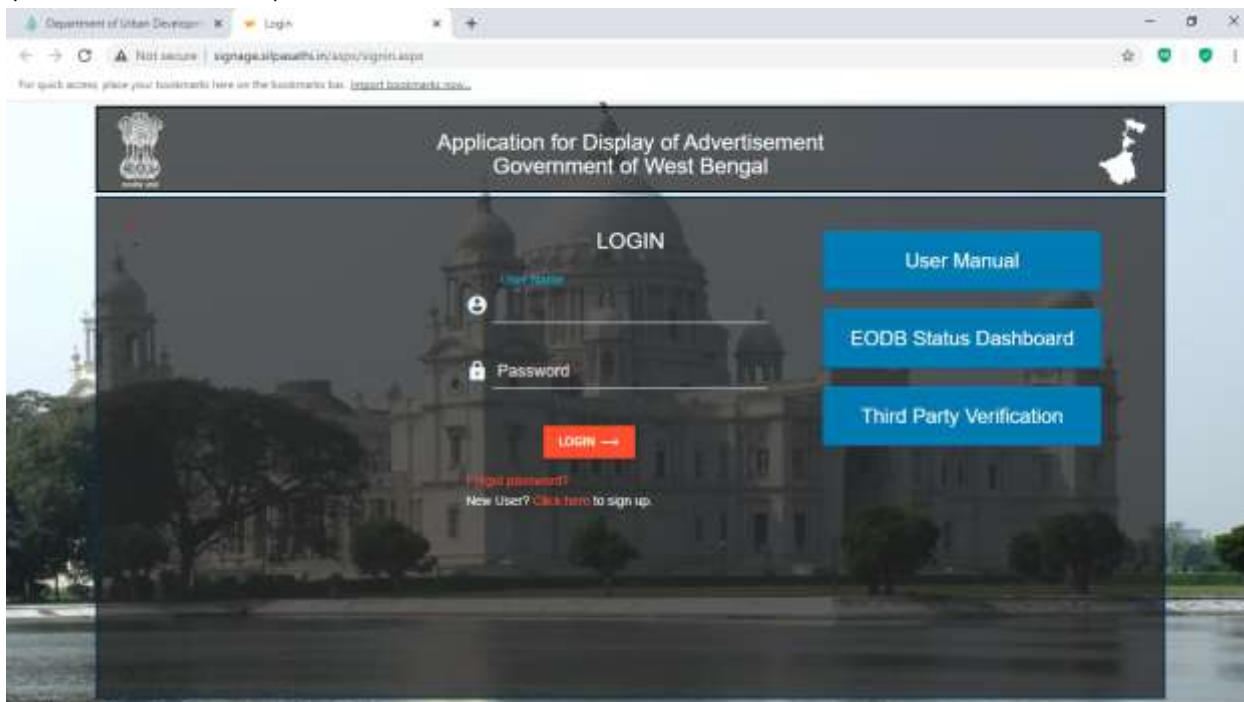 Department of Urban Develop
Login
Not secure | signage.silpasathi.in/aspx/signin.aspx
For quick access, place your bookmarks here on the bookmarks bar. Import bookmarks now...
Application for Display of Advertisement
Government of West Bengal
LOGIN
User Name
Password
LOGIN →
Forgot password?
New User? Click here to sign up.
User Manual
EODB Status Dashboard
Third Party Verification